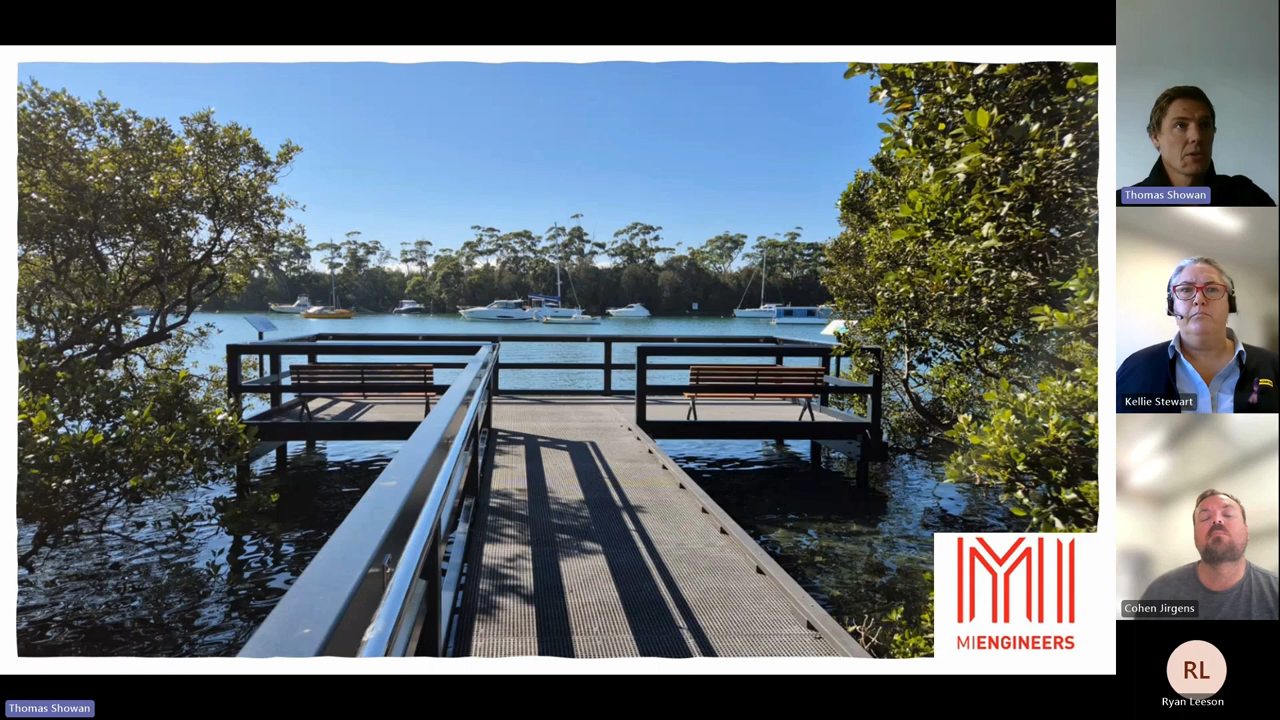 MIENGINEERS
Thomas Showan
Kellie Stewart
Cohen Jirgens
RL
Ryan Leeson
Thomas Showan